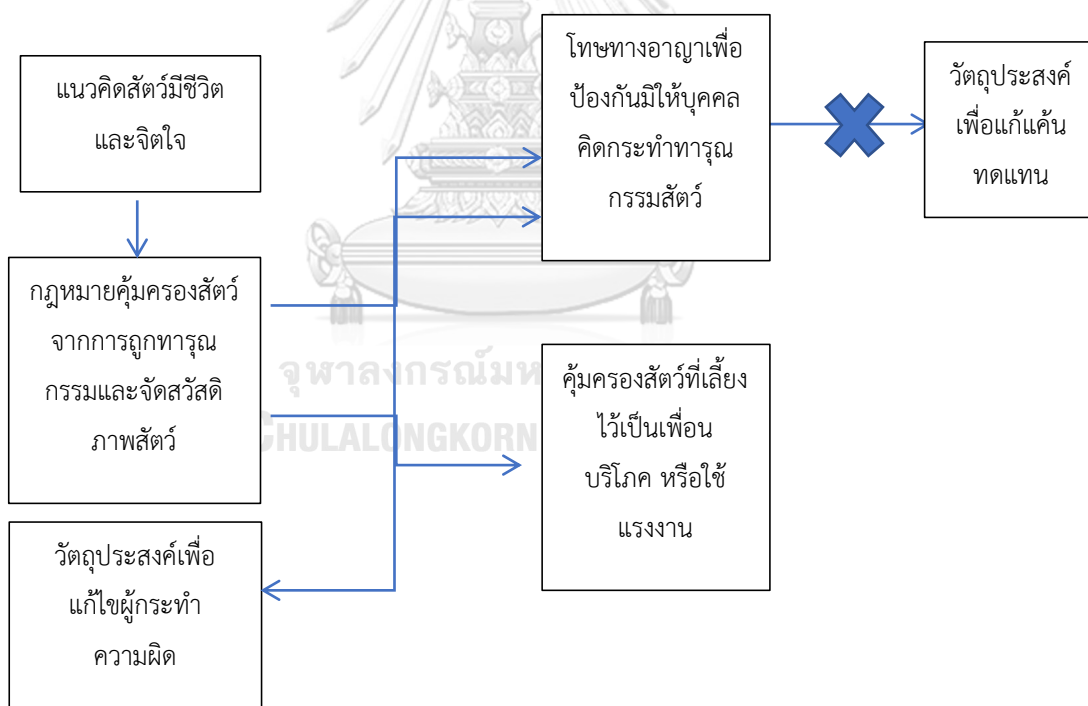 แนวคิดสัตว์มีชีวิต
และจิตใจ
กฎหมายคุ้มครองสัตว์
จากการถูกทารุณ
กรรมและจัดสวัสดิ
ภาพสัตว์
วัตถุประสงค์เพื่อ
แก้ไขผู้กระทำ
ความผิด
โทษทางอาญาเพื่อ
ป้องกันมิให้บุคคล
คิดกระทำทารุณ
กรรมสัตว์
คุ้มครองสัตว์ที่เลี้ยง
ไว้เป็นเพื่อน
บริโภค หรือใช้
แรงงาน
วัตถุประสงค์
เพื่อแก้แค้น
ทดแทน
จุฬาลงกรณ์มห
CHULALONGKORN